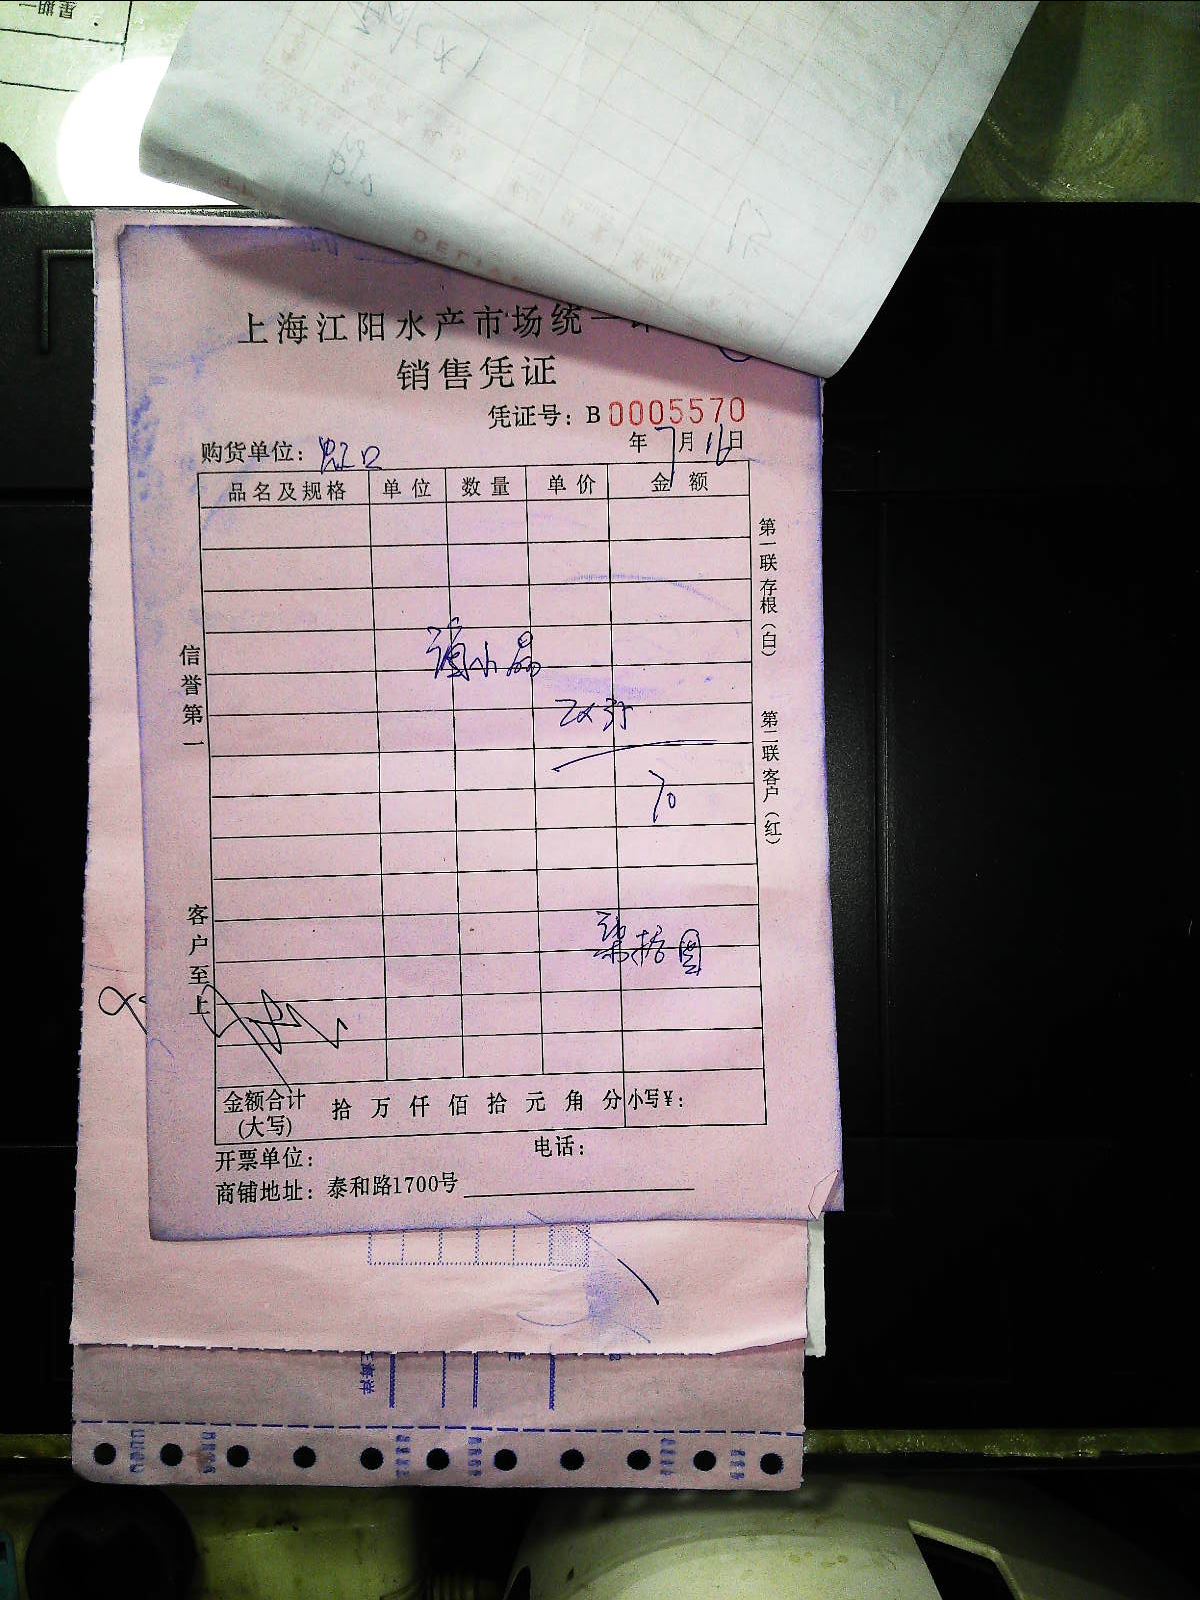 上海江阳水产市场统一
销售凭证
凭证号: B 0005570
购货单位: 虹口
年7月16日
品名及规格 单位 数量 单价 金额
小
2x35
70
金额合计(大写) 拾 万 仟 佰 拾 元 角 分 小写¥:
开票单位: 电话:
商铺地址: 泰和路1700号
信誉第一 客户至上
第一联存根(白) 第二联客户(红)